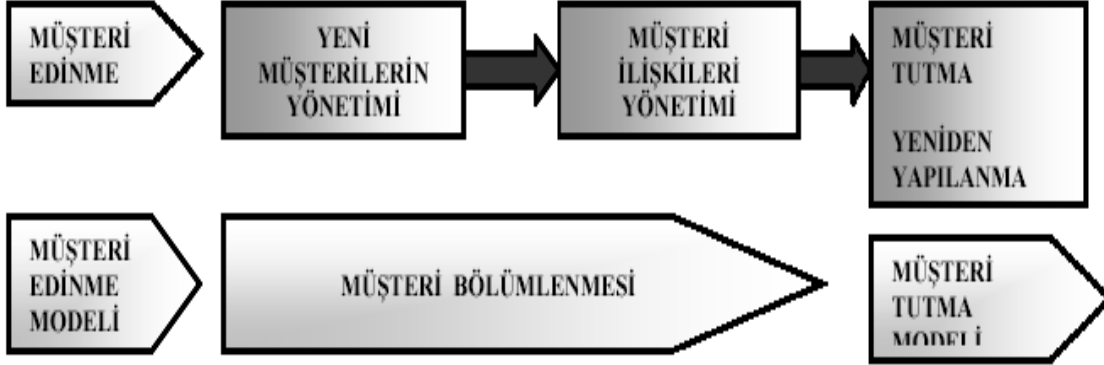 MÜŞTERİ
EDİNME
YENİ
MÜŞTERİLERİN
YÖNETİMİ
MÜŞTERİ
İLİŞKİLERİ
YÖNETİMİ
MÜŞTERİ
TUTMA
YENİDEN
YAPILANMA
MÜŞTERİ
EDİNME
MODELİ
MÜŞTERİ BÖLÜMLENMESİ
MÜŞTERİ
TUTMA
MODELİ